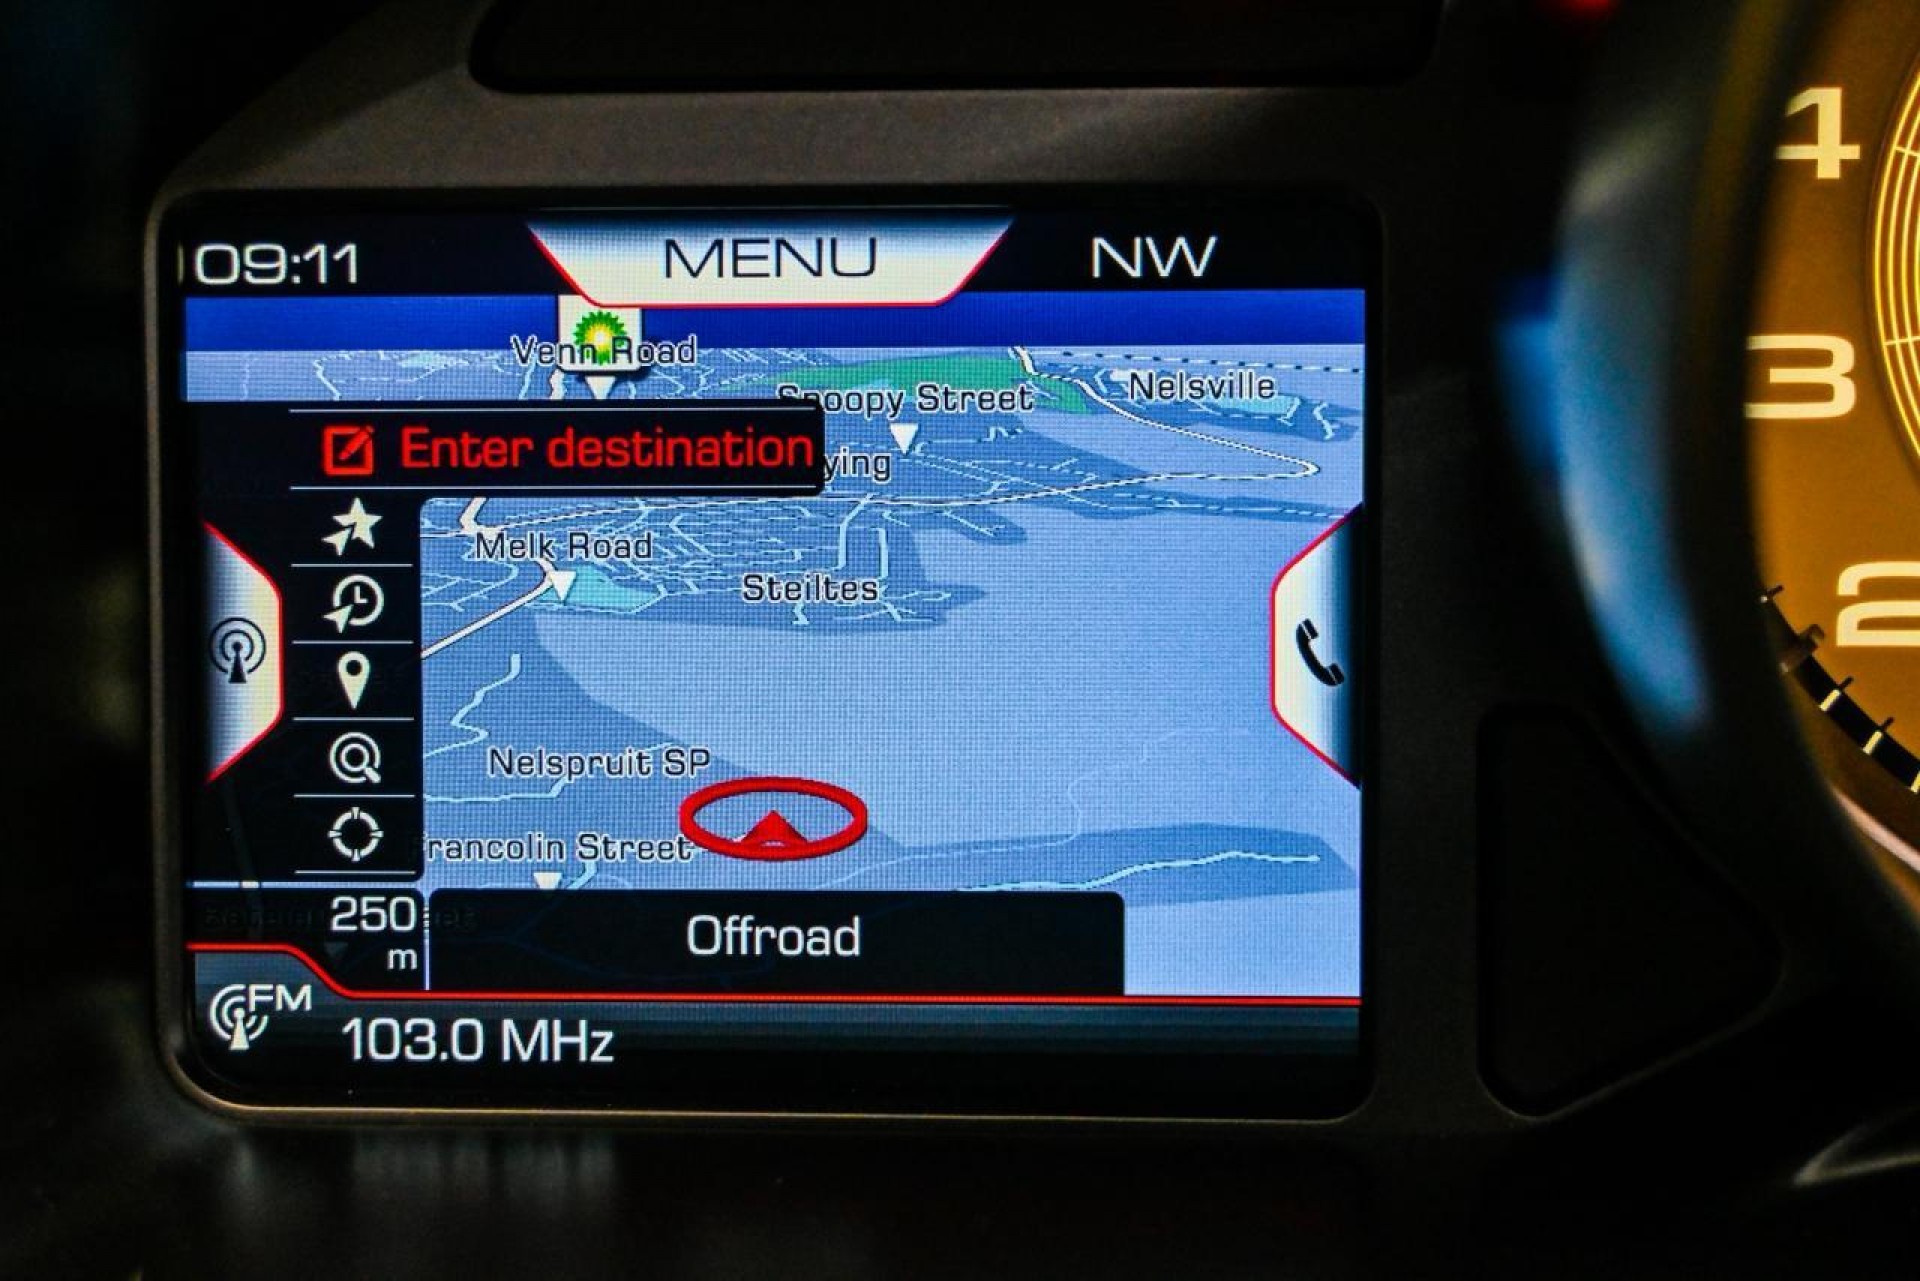 09:11 MENU NW
Venn Road
Snoopy Street
Nelsville
Enter destination
Melk Road
Steiltes
Nelspruit SP
Francolin Street
250
m
Offroad
FM
103.0 MHz
4
3
2